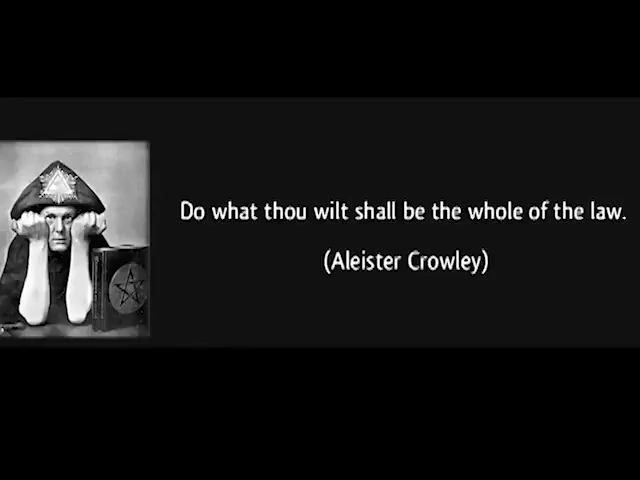 Do what thou wilt shall be the whole of the law.
(Aleister Crowley)